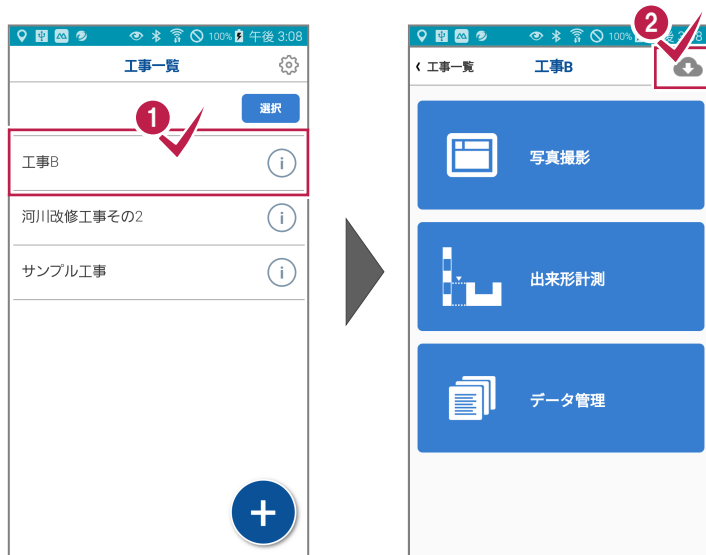 100% 午後 3:08
工事一覧
選択
1
工事B
i
河川改修工事その2
i
サンプル工事
i
+
2
100%
工事一覧
工事B
写真撮影
出来形計測
データ管理